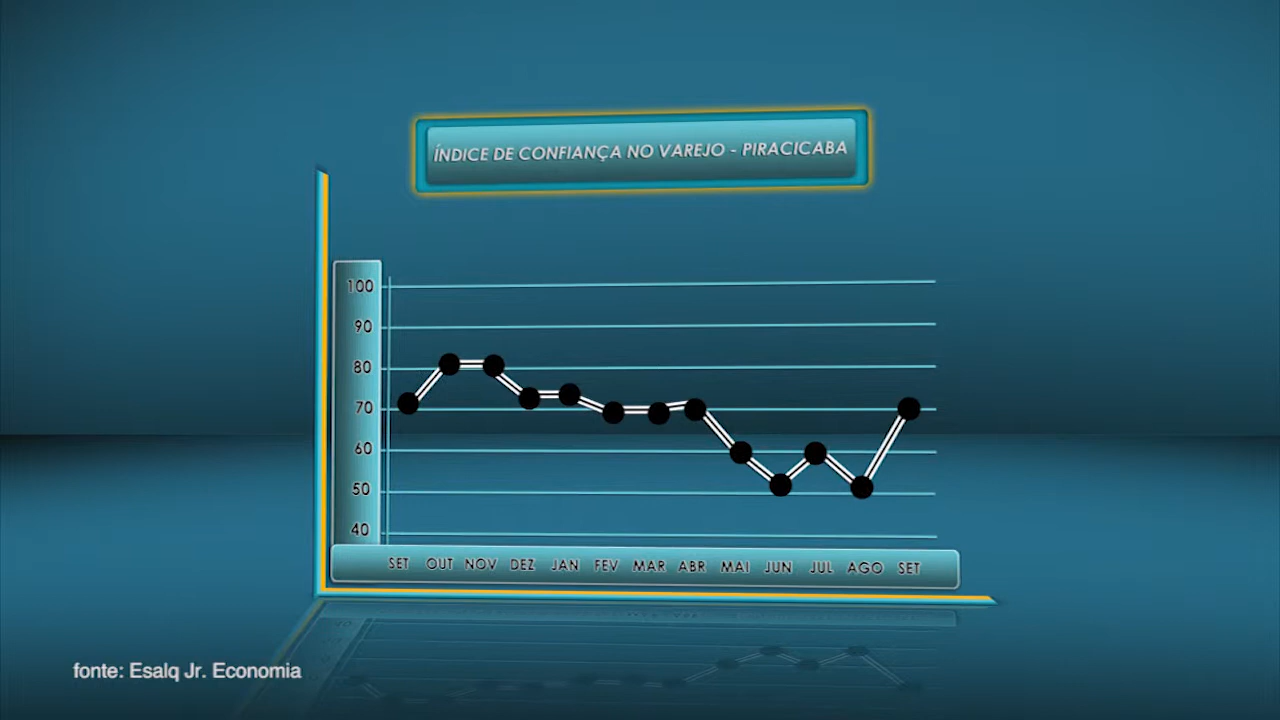 ÍNDICE DE CONFIANÇA NO VAREJO - PIRACICABA
100
90
80
70
60
50
40
SET OUT NOV DEZ JAN FEV MAR ABR MAI JUN JUL AGO SET
fonte: Esalq Jr. Economia